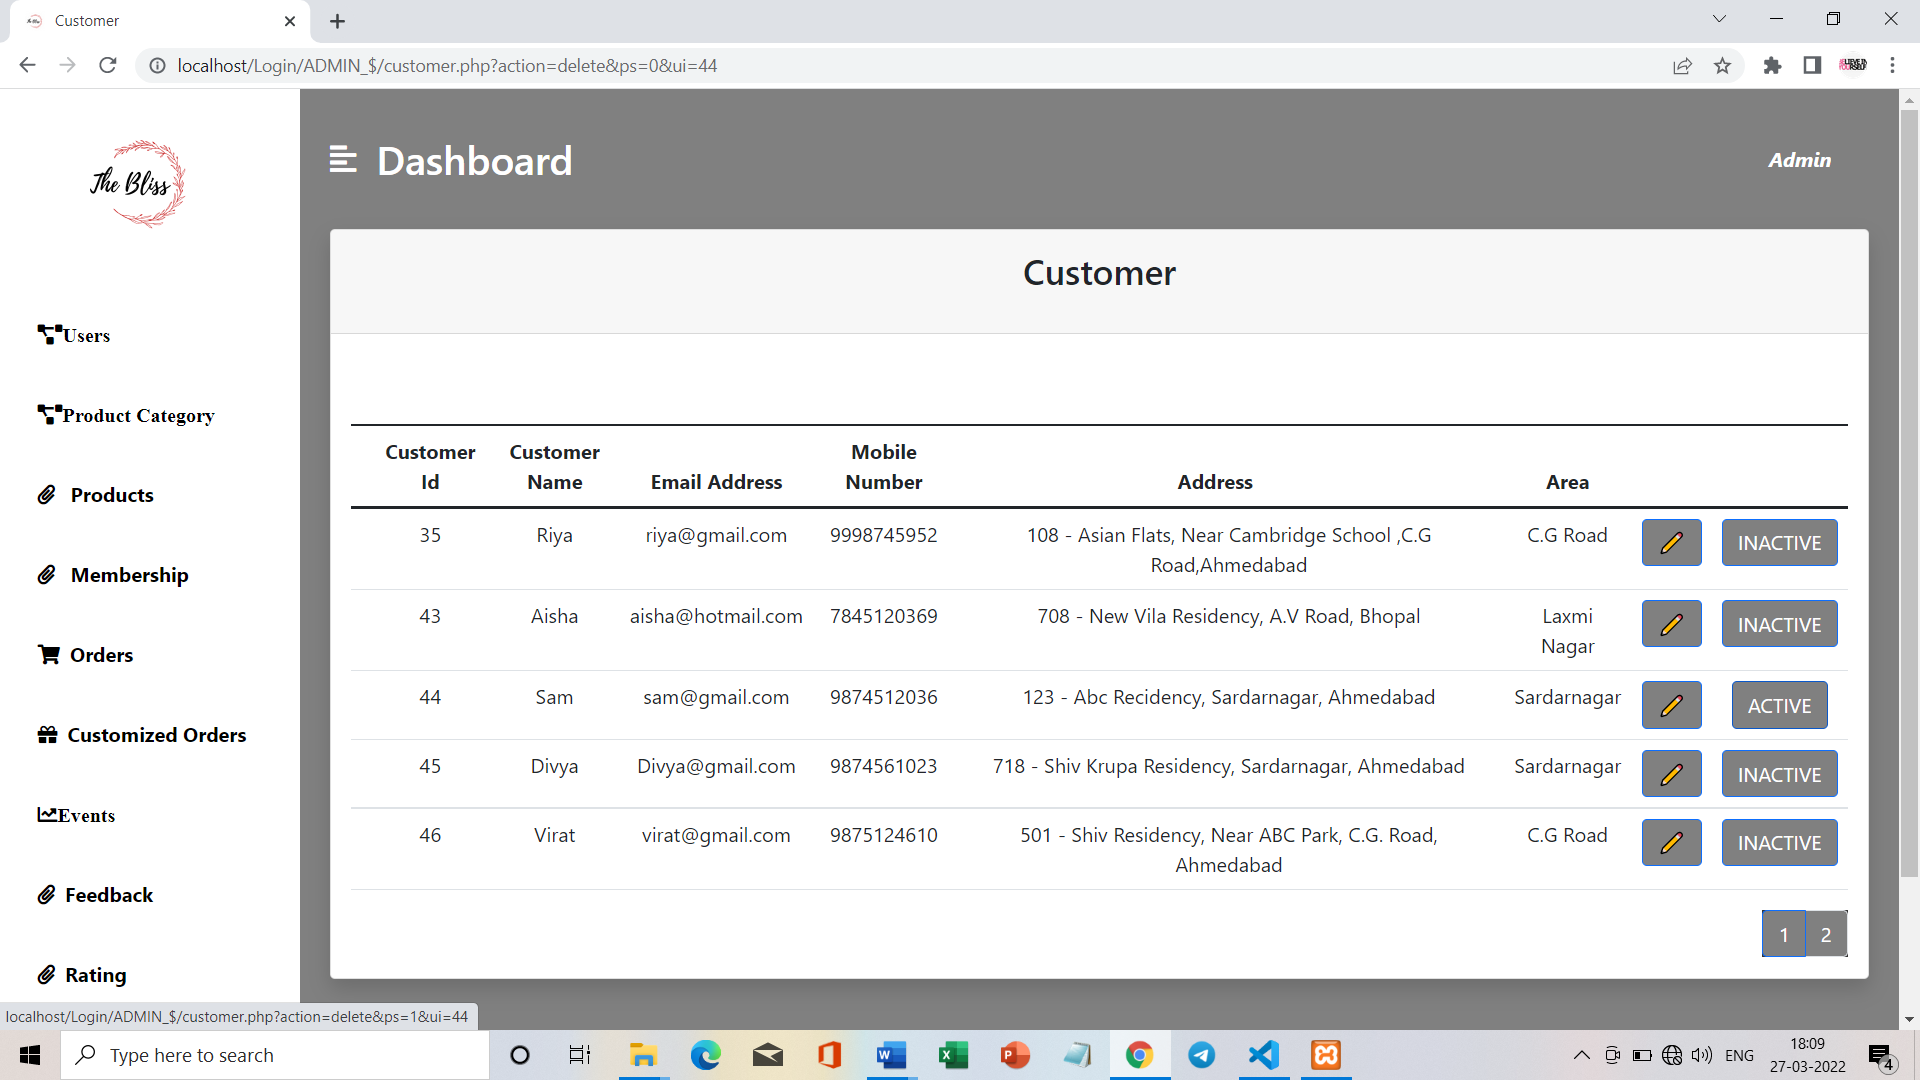 Customer
localhost/Login/ADMIN_$/customer.php?action=delete&ps=0&ui=44
The Bliss
Dashboard
Admin
Users
Product Category
Products
Membership
Orders
Customized Orders
Events
Feedback
Rating
Customer
Customer Id Customer Name Email Address Mobile Number Address Area
35 Riya riya@gmail.com 9998745952 108 - Asian Flats, Near Cambridge School ,C.G C.G Road INACTIVE
Road,Ahmedabad
43 Aisha aisha@hotmail.com 7845120369 708 - New Vila Residency, A.V Road, Bhopal Laxmi INACTIVE
Nagar
44 Sam sam@gmail.com 9874512036 123 - Abc Recidency, Sardarnagar, Ahmedabad Sardarnagar ACTIVE
45 Divya Divya@gmail.com 9874561023 718 - Shiv Krupa Residency, Sardarnagar, Ahmedabad Sardarnagar INACTIVE
46 Virat virat@gmail.com 9875124610 501 - Shiv Residency, Near ABC Park, C.G. Road, C.G Road INACTIVE
Ahmedabad
1 2
localhost/Login/ADMIN_$/customer.php?action=delete&ps=1&ui=44
Type here to search
ENG
18:09
27-03-2022
4